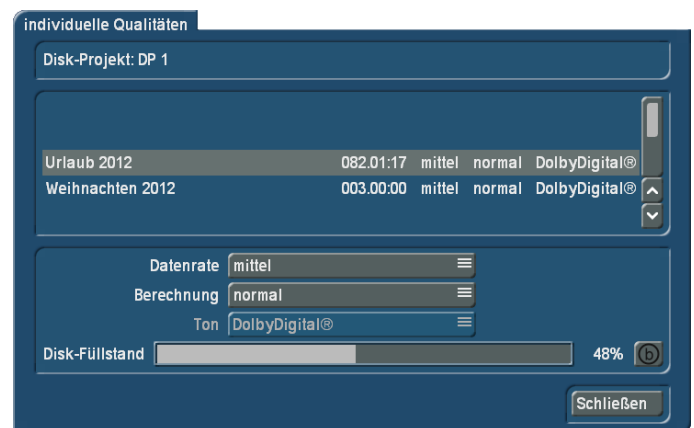 individuelle Qualitäten
Disk-Projekt: DP 1
Urlaub 2012 082.01:17 mittel normal DolbyDigital®
Weihnachten 2012 003.00:00 mittel normal DolbyDigital®
Datenrate mittel
Berechnung normal
Ton DolbyDigital®
Disk-Füllstand 48% b
Schließen